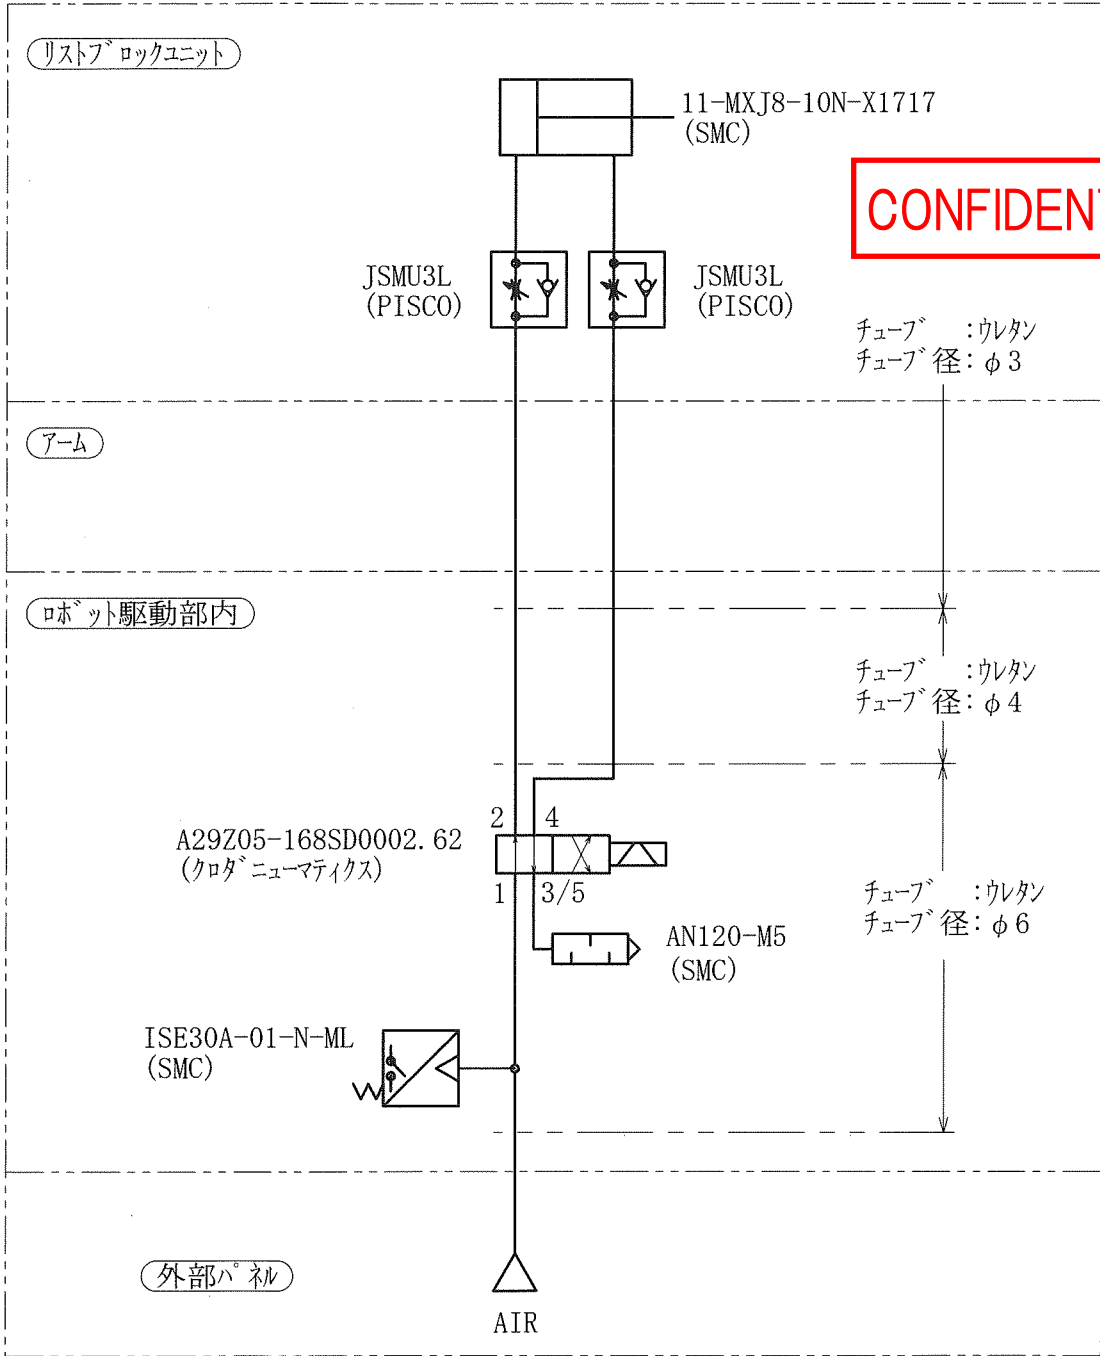 リストブロックユニット
11-MXJ8-10N-X1717
(SMC)
CONFIDENT
JSMU3L
(PISCO)
JSMU3L
(PISCO)
チューブ :ウレタン
チューブ径:φ3
アーム
ロボット駆動部内
チューブ :ウレタン
チューブ径:φ4
2 4
A29Z05-168SD0002.62
(クロダニューマティクス)
1 3/5
チューブ :ウレタン
チューブ径:φ6
AN120-M5
(SMC)
ISE30A-01-N-ML
(SMC)
外部パネル
AIR